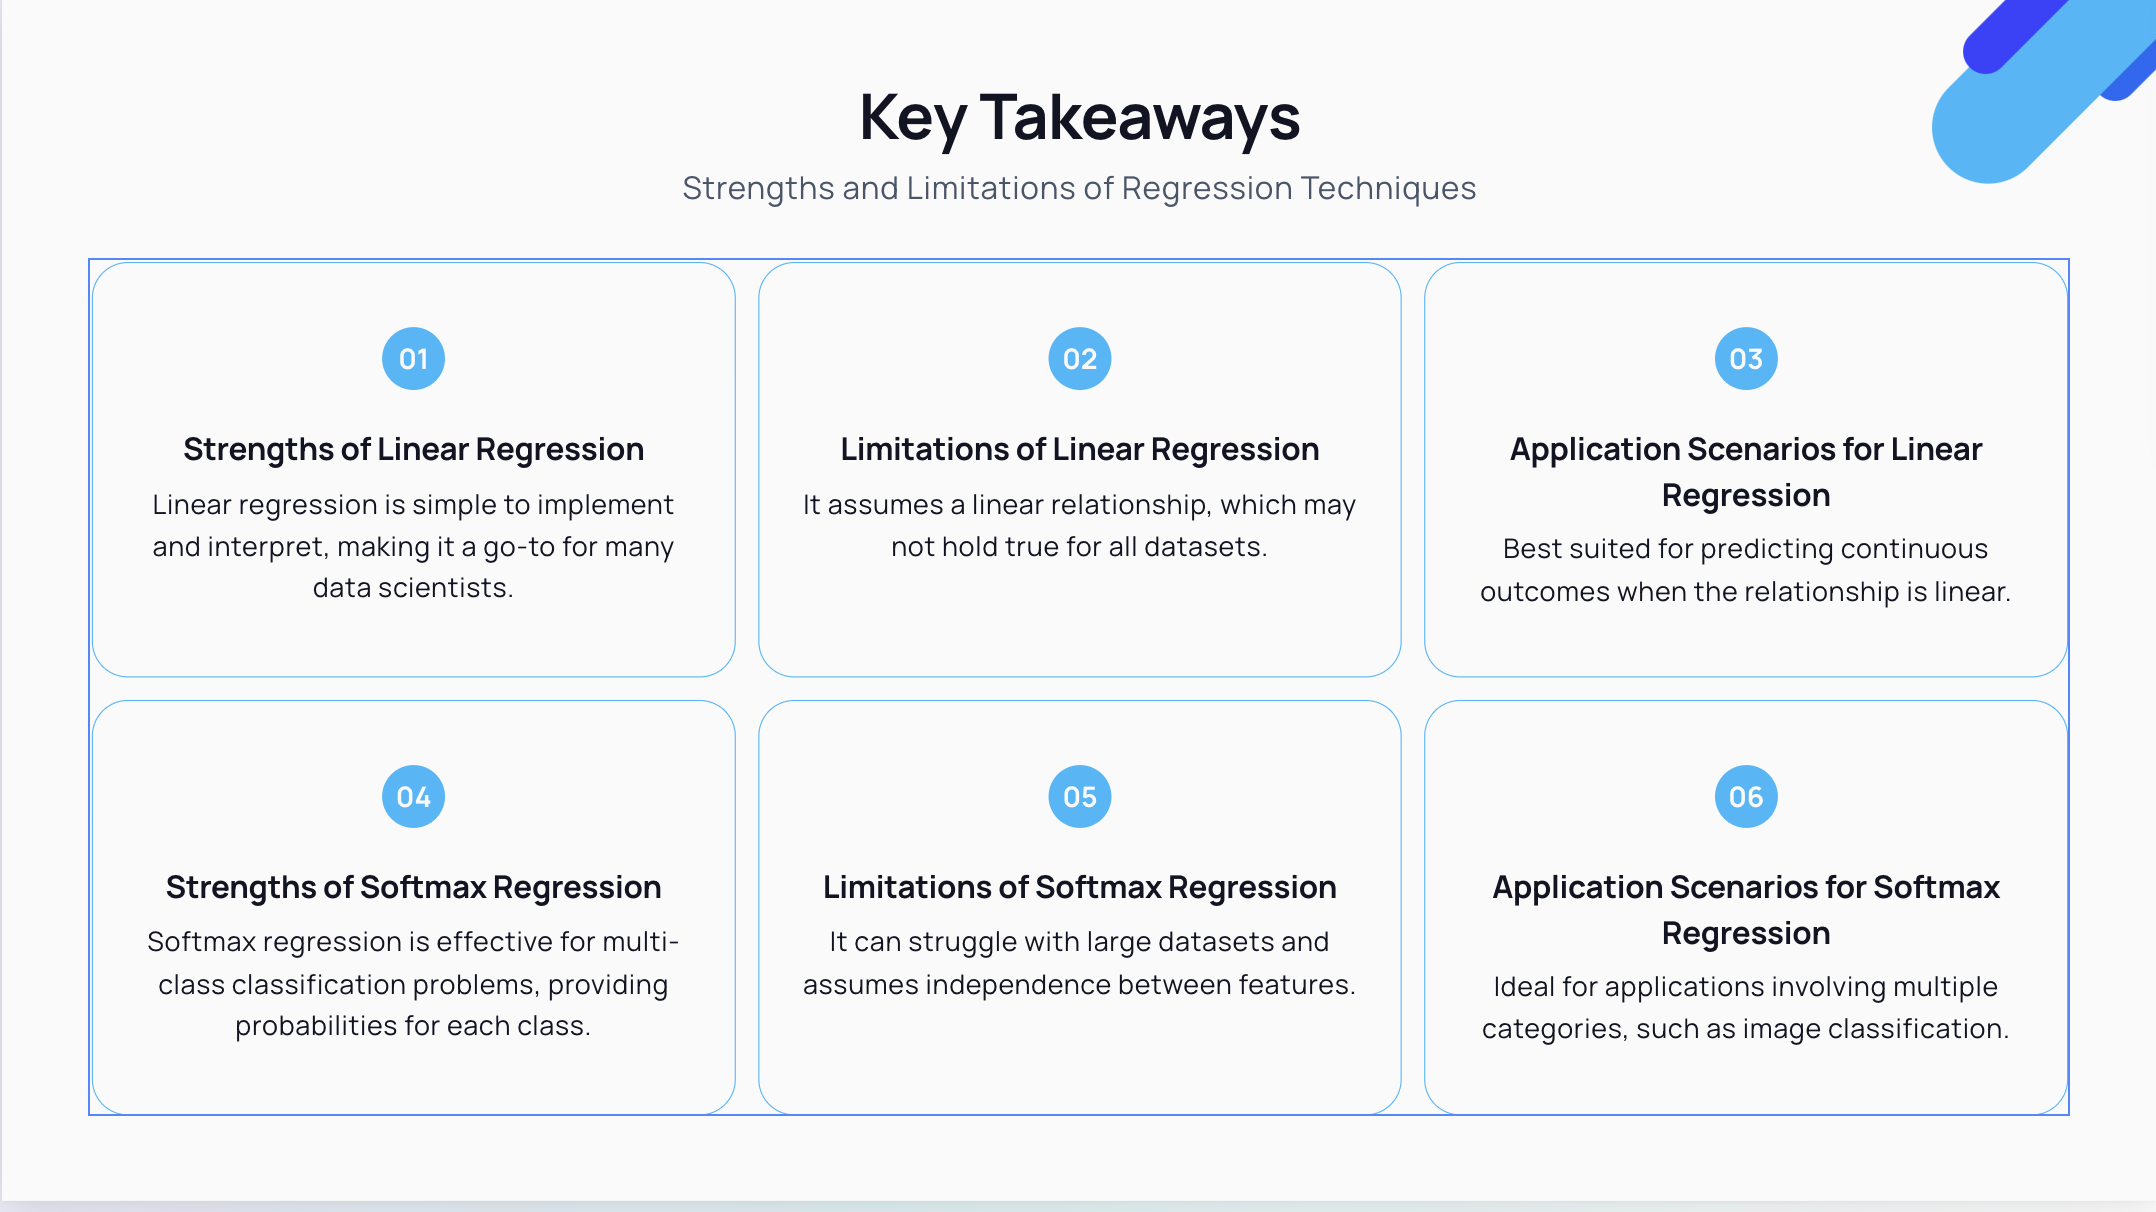 Key Takeaways
Strengths and Limitations of Regression Techniques
01
Strengths of Linear Regression
Linear regression is simple to implement
and interpret, making it a go-to for many
data scientists.
02
Limitations of Linear Regression
It assumes a linear relationship, which may
not hold true for all datasets.
03
Application Scenarios for Linear
Regression
Best suited for predicting continuous
outcomes when the relationship is linear.
04
Strengths of Softmax Regression
Softmax regression is effective for multi-
class classification problems, providing
probabilities for each class.
05
Limitations of Softmax Regression
It can struggle with large datasets and
assumes independence between features.
06
Application Scenarios for Softmax
Regression
Ideal for applications involving multiple
categories, such as image classification.